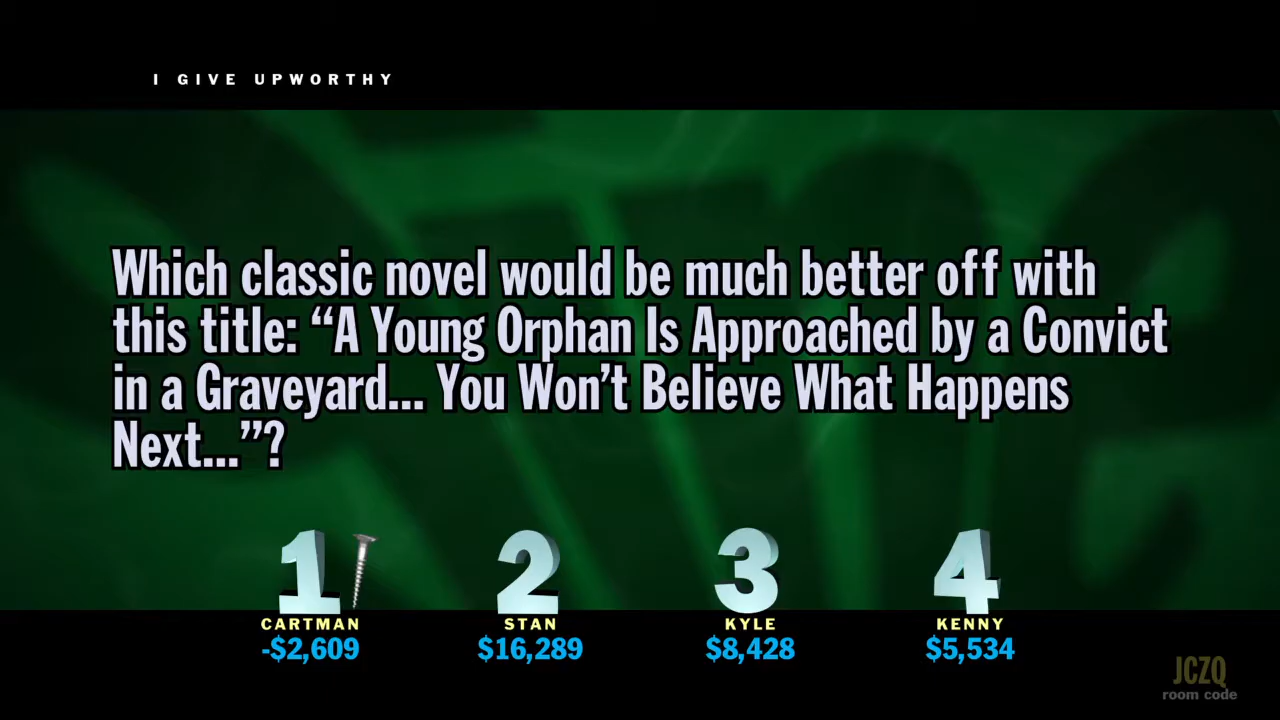 I GIVE UPWORTHY
Which classic novel would be much better off with
this title: “A Young Orphan Is Approached by a Convict
in a Graveyard... You Won’t Believe What Happens
Next...”?
1 2 3 4
CARTMAN STAN KYLE KENNY
-$2,609 $16,289 $8,428 $5,534
JCZQ
room code